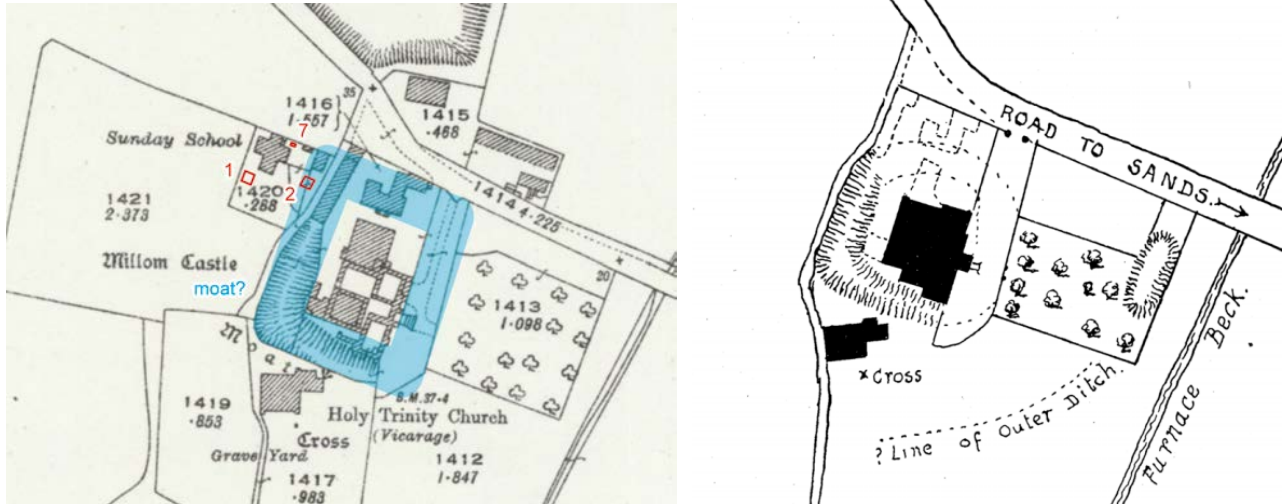 35
1416
1·557
1415
·468
Sunday School
7
1
2
1420
·288
1421
2·373
1414 4·225
Millom Castle
moat?
20
1413
1·098
Moat
B.M.37·4
1419
·853
Holy Trinity Church
(Vicarage)
Cross
Grave Yard
1412
1·847
1417
·983
ROAD TO SANDS.
×Cross
?Line of Outer Ditch.
Furnace Beck.